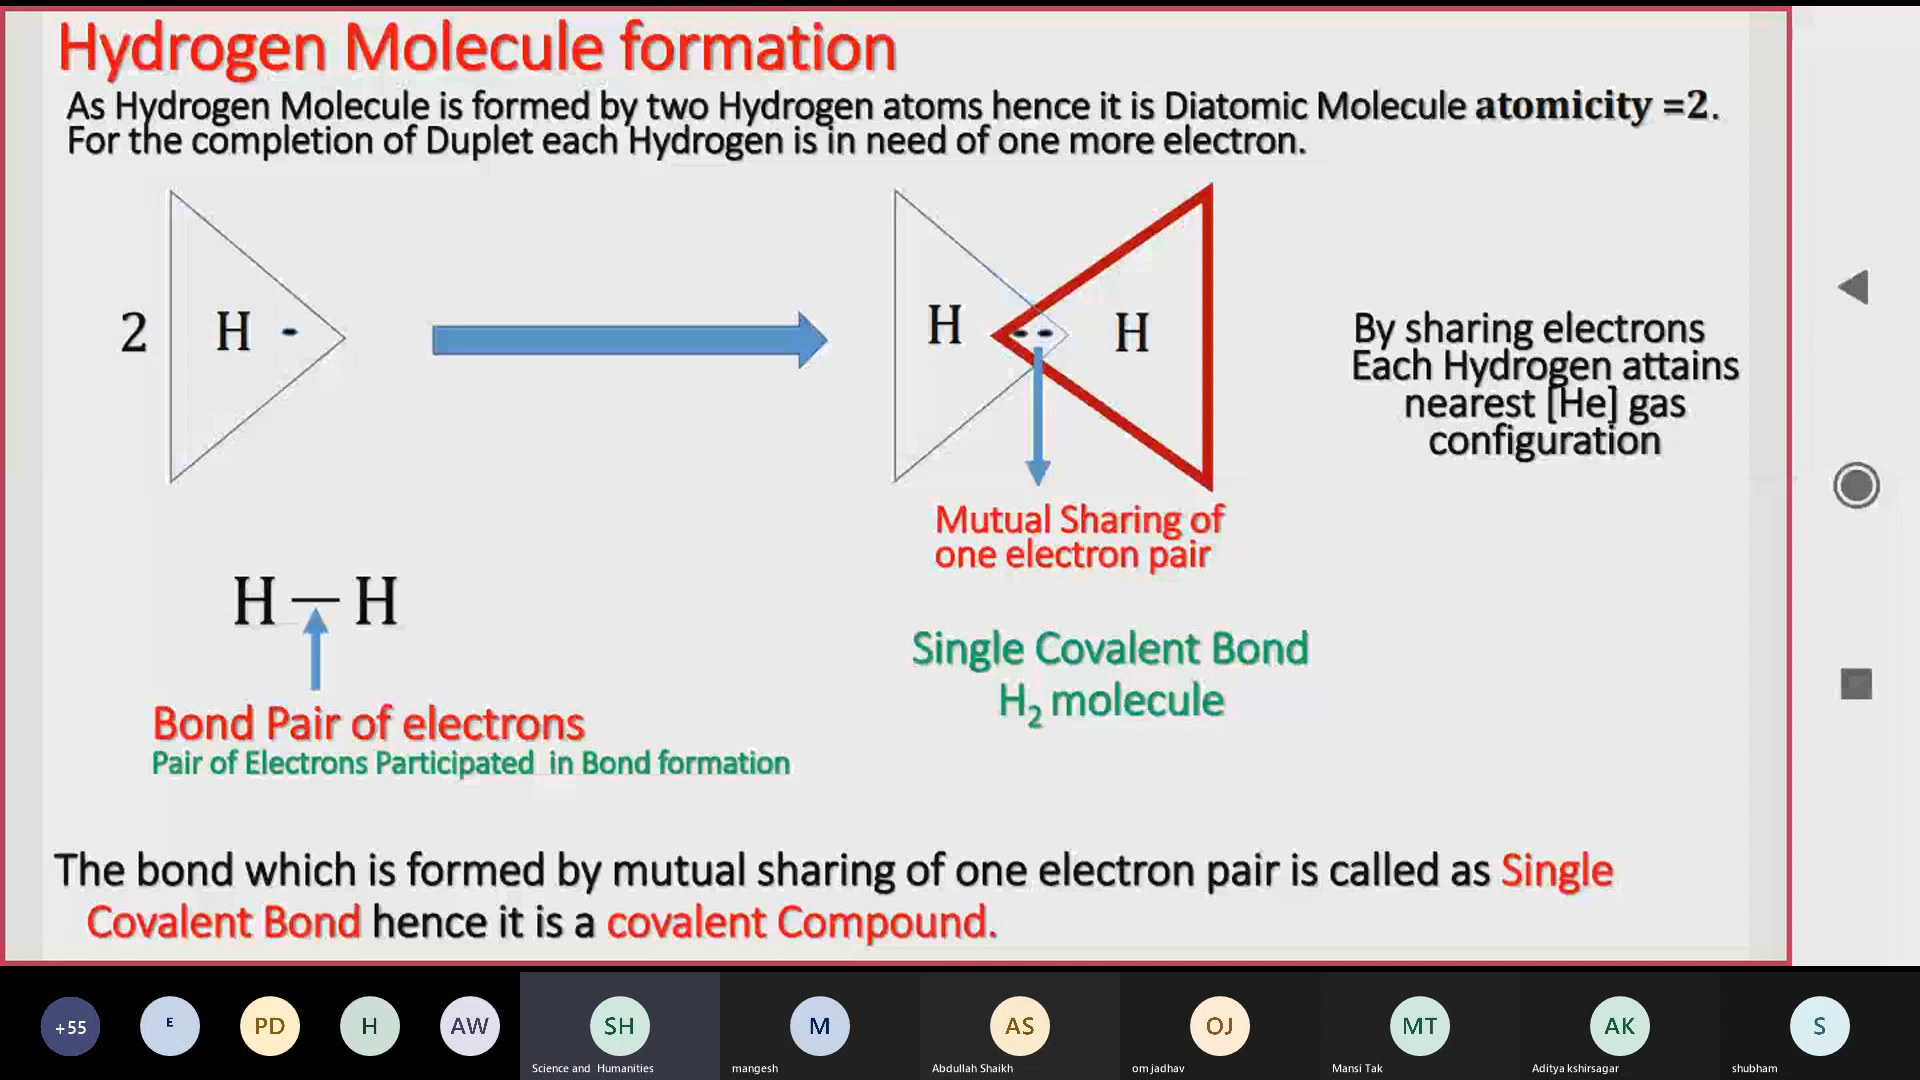 Hydrogen Molecule formation
As Hydrogen Molecule is formed by two Hydrogen atoms hence it is Diatomic Molecule atomicity =2.
For the completion of Duplet each Hydrogen is in need of one more electron.
2 H -
H - - H
By sharing electrons
Each Hydrogen attains
nearest [He] gas
configuration
Mutual Sharing of
one electron pair
H — H
Single Covalent Bond
H₂ molecule
Bond Pair of electrons
Pair of Electrons Participated in Bond formation
The bond which is formed by mutual sharing of one electron pair is called as Single
Covalent Bond hence it is a covalent Compound.
+55 E PD H AW SH M AS OJ MT AK S
Science and Humanities mangesh Abdullah Shaikh om jadhav Mansi Tak Aditya kshirsagar shubham